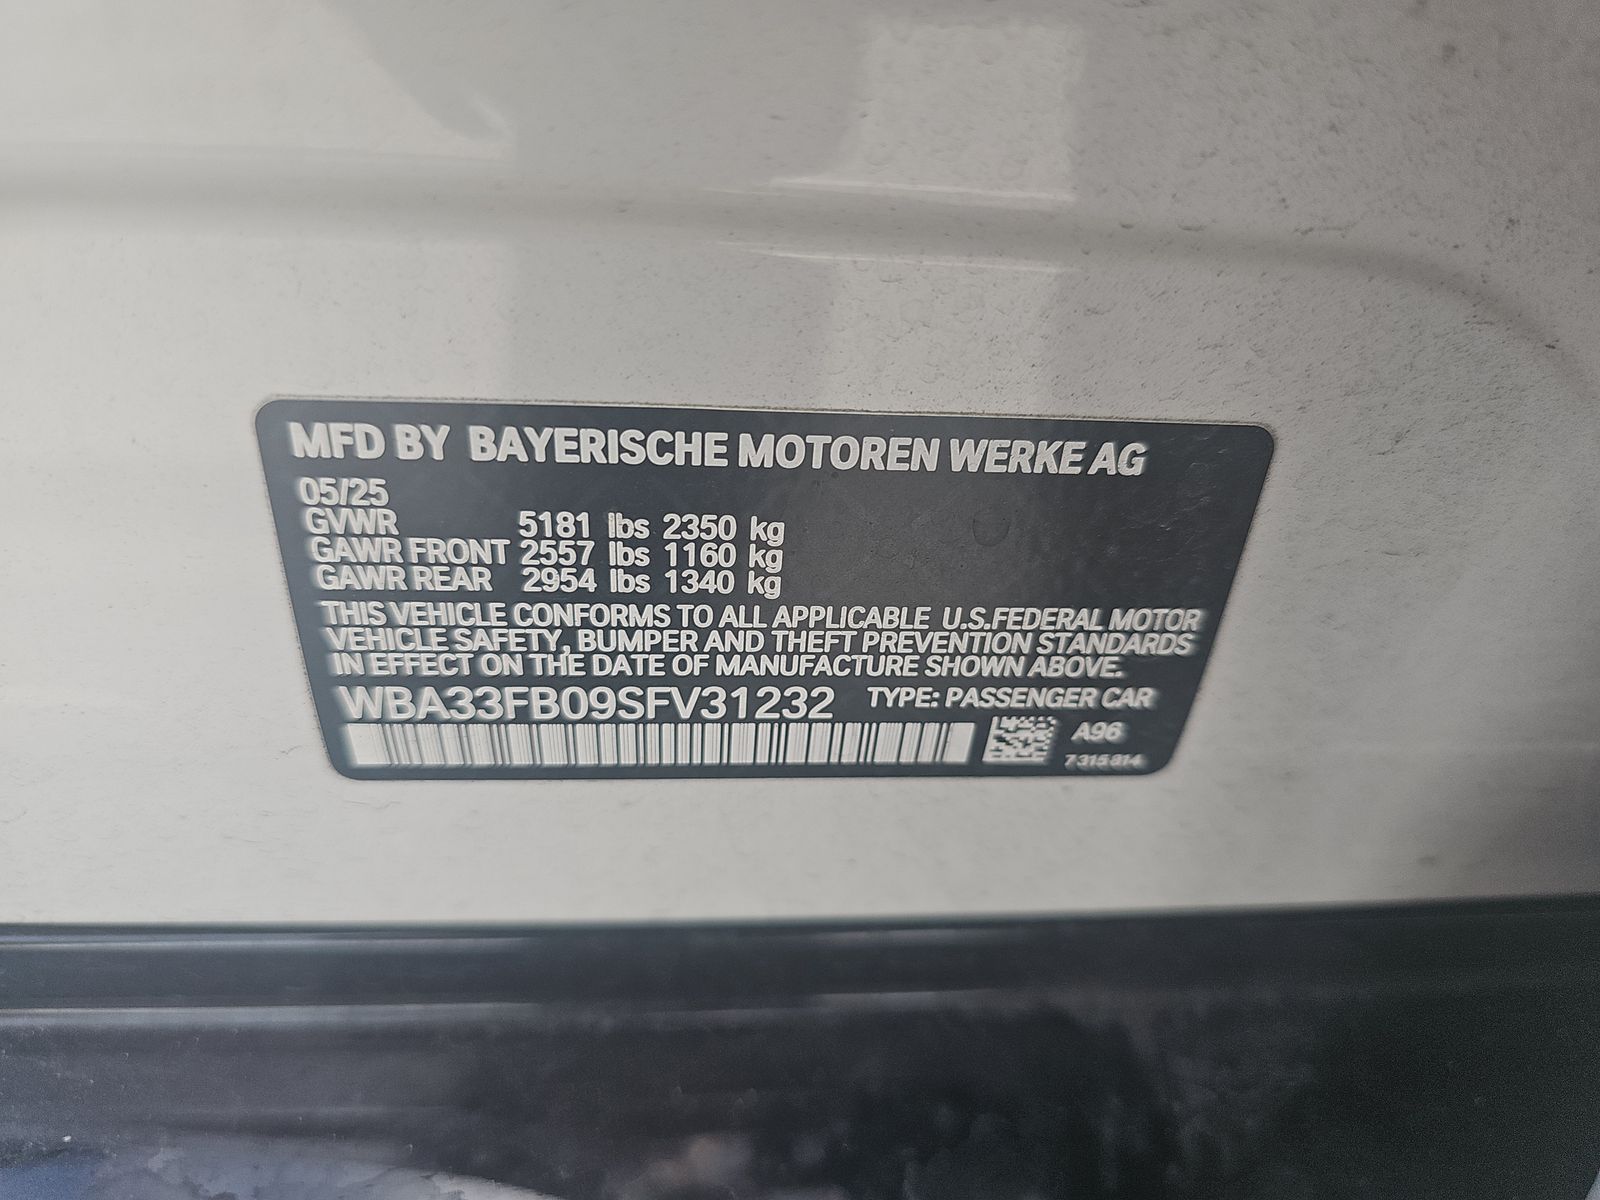 MFD BY BAYERISCHE MOTOREN WERKE AG
05/25
GVWR 5181 lbs 2350 kg
GAWR FRONT 2557 lbs 1160 kg
GAWR REAR 2954 lbs 1340 kg
THIS VEHICLE CONFORMS TO ALL APPLICABLE U.S.FEDERAL MOTOR
VEHICLE SAFETY, BUMPER AND THEFT PREVENTION STANDARDS
IN EFFECT ON THE DATE OF MANUFACTURE SHOWN ABOVE.
WBA33FB09SFV31232 TYPE: PASSENGER CAR
A96
7315814